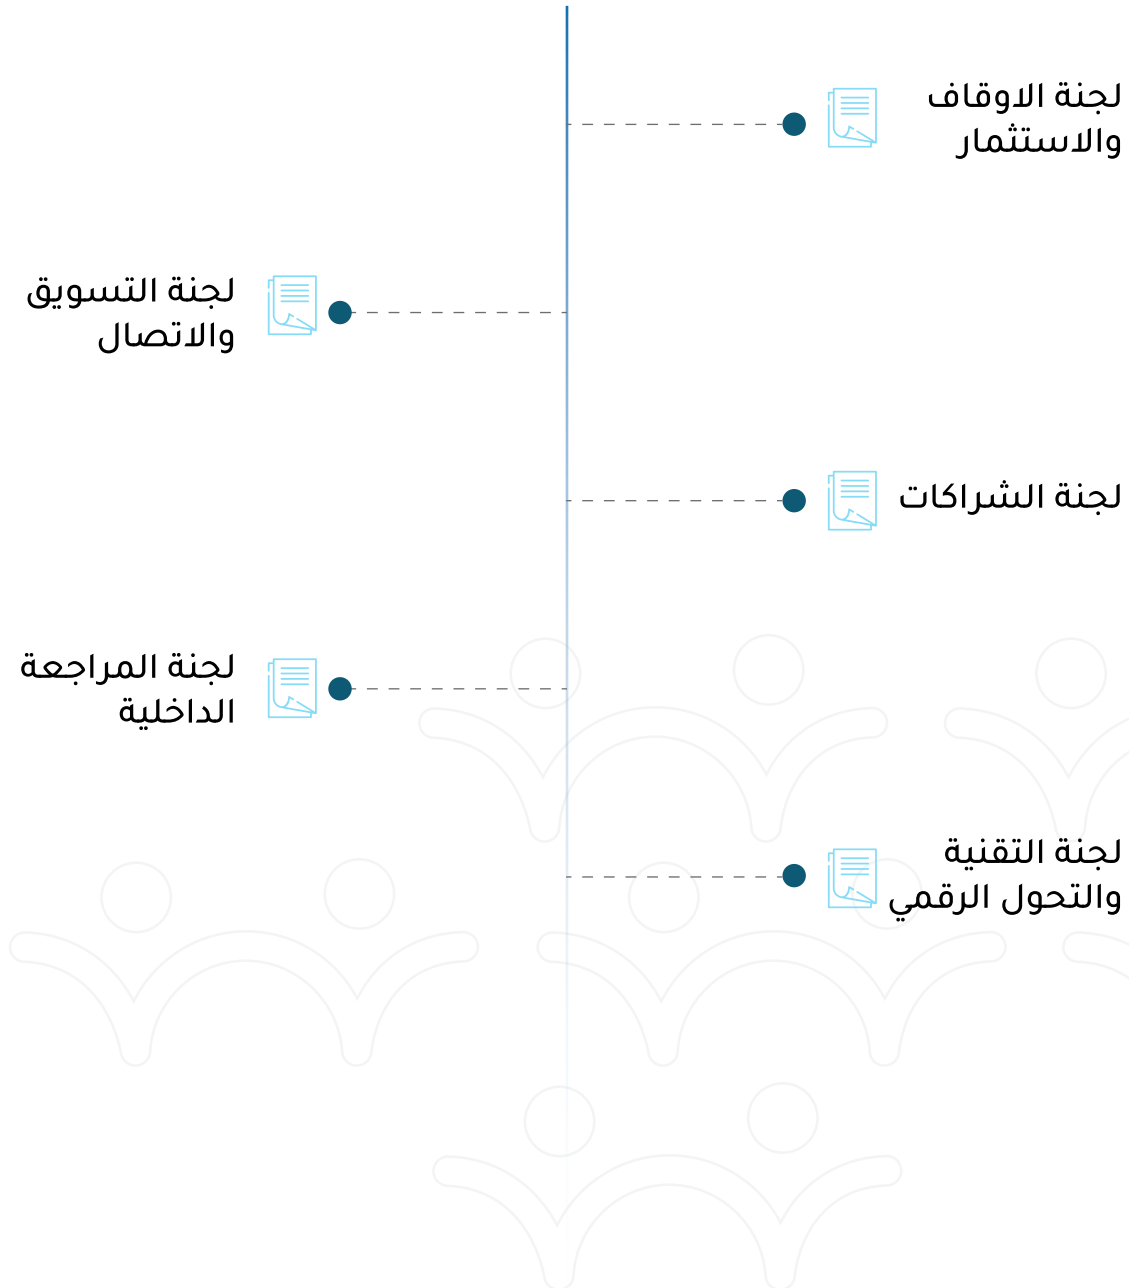 لجنة الاوقاف
والاستثمار
لجنة التسويق
والاتصال
لجنة الشراكات
لجنة المراجعة
الداخلية
لجنة التقنية
والتحول الرقمي